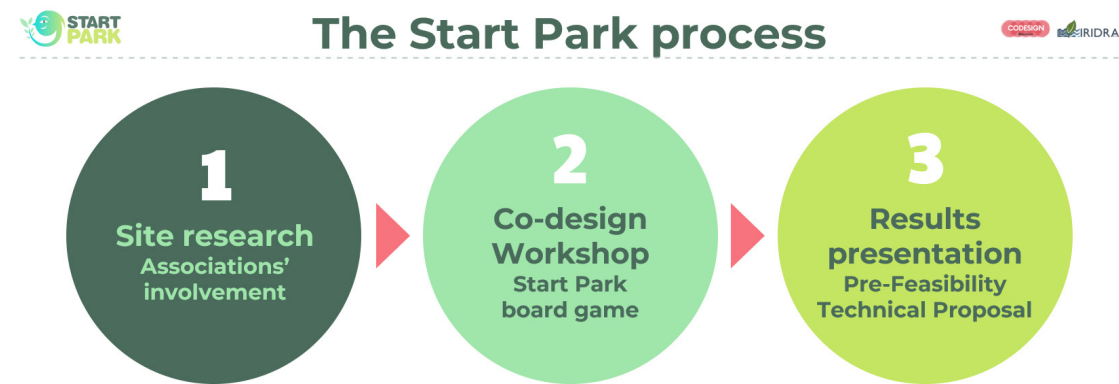 START
PARK
The Start Park process
CODESIGN
IRIDRA
1
Site research
Associations'
involvement
2
Co-design
Workshop
Start Park
board game
3
Results
presentation
Pre-Feasibility
Technical Proposal